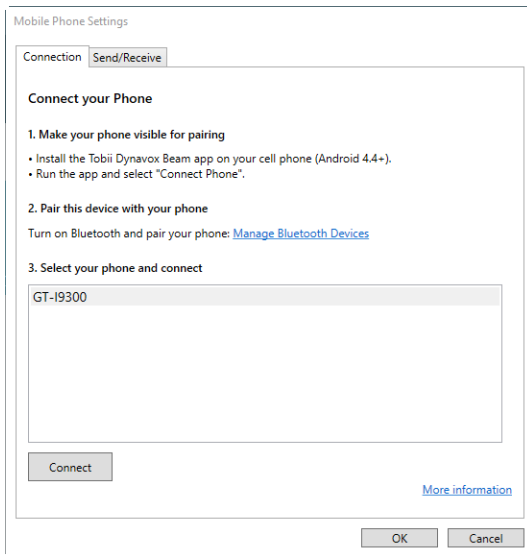 Mobile Phone Settings
Connection
Send/Receive
Connect your Phone
1. Make your phone visible for pairing
• Install the Tobii Dynavox Beam app on your cell phone (Android 4.4+).
• Run the app and select "Connect Phone".
2. Pair this device with your phone
Turn on Bluetooth and pair your phone: Manage Bluetooth Devices
3. Select your phone and connect
GT-I9300
Connect
More information
OK
Cancel